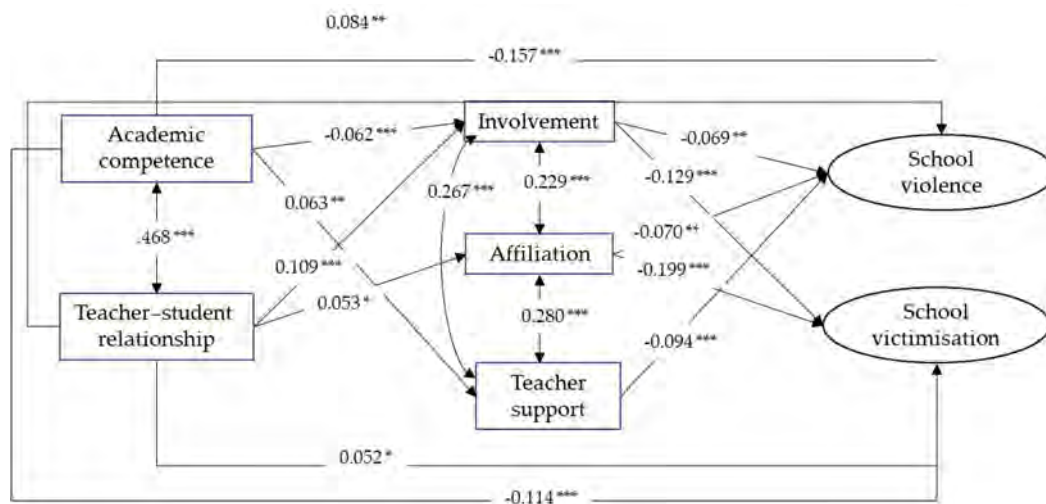 0.084 **
-0.157 ***
Academic
competence
-0.062 ***
Involvement
-0.069 **
School
violence
0.063 **
0.267 ***
0.229 ***
-0.129 ***
.468 ***
Affiliation
-0.070 **
0.109 ***
-0.199 ***
Teacher–student
relationship
0.053 *
0.280 ***
School
victimisation
-0.094 ***
Teacher
support
0.052 *
-0.114 ***